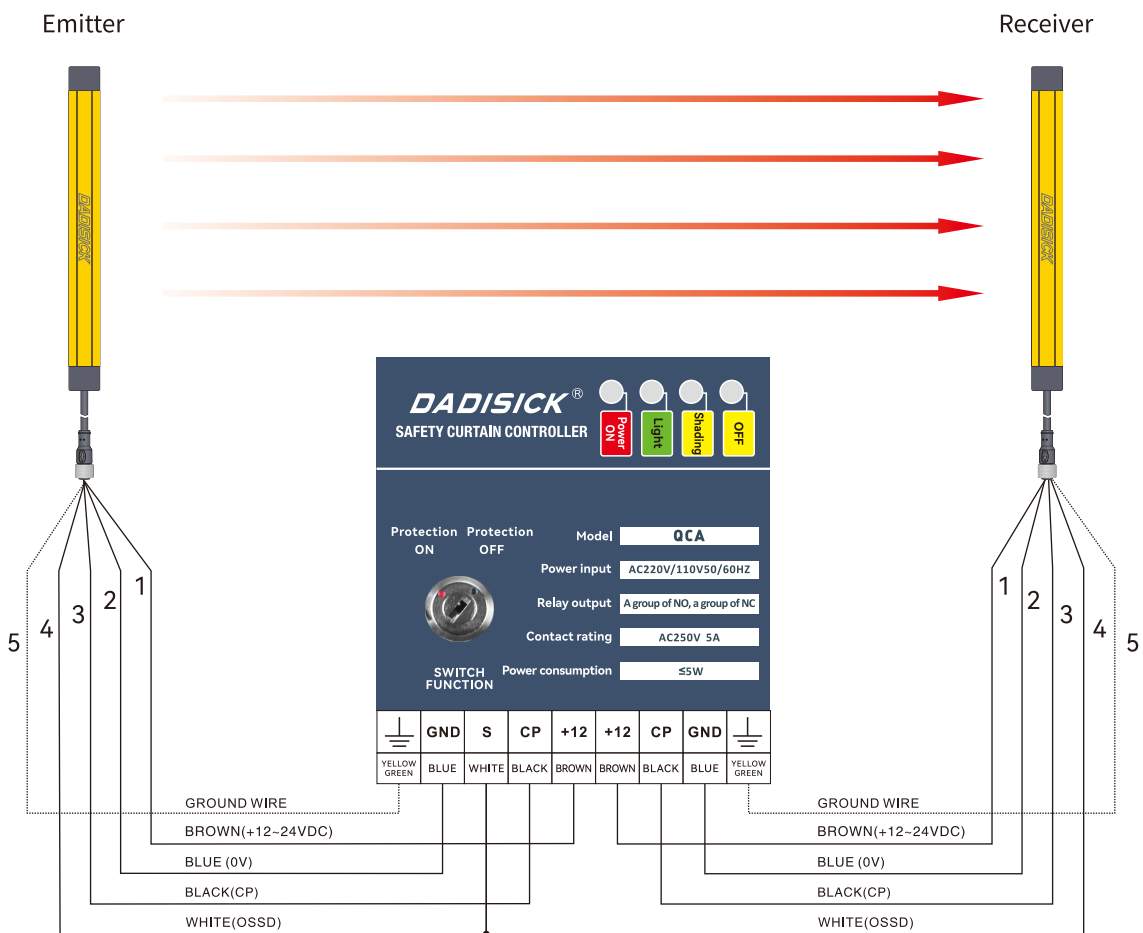 Emitter
Receiver
DADISICK
DADISICK
DADISICK®
SAFETY CURTAIN CONTROLLER
Power ON
Light
Shading
OFF
Protection ON
Protection OFF
SWITCH FUNCTION
Model QCA
Power input AC220V/110V50/60HZ
Relay output A group of NO, a group of NC
Contact rating AC250V 5A
Power consumption ≤5W
5 4 3 2 1
1 2 3 4 5
GND S CP +12 +12 CP GND
YELLOW GREEN BLUE WHITE BLACK BROWN BROWN BLACK BLUE YELLOW GREEN
GROUND WIRE
BROWN(+12~24VDC)
BLUE (0V)
BLACK(CP)
WHITE(OSSD)
GROUND WIRE
BROWN(+12~24VDC)
BLUE (0V)
BLACK(CP)
WHITE(OSSD)